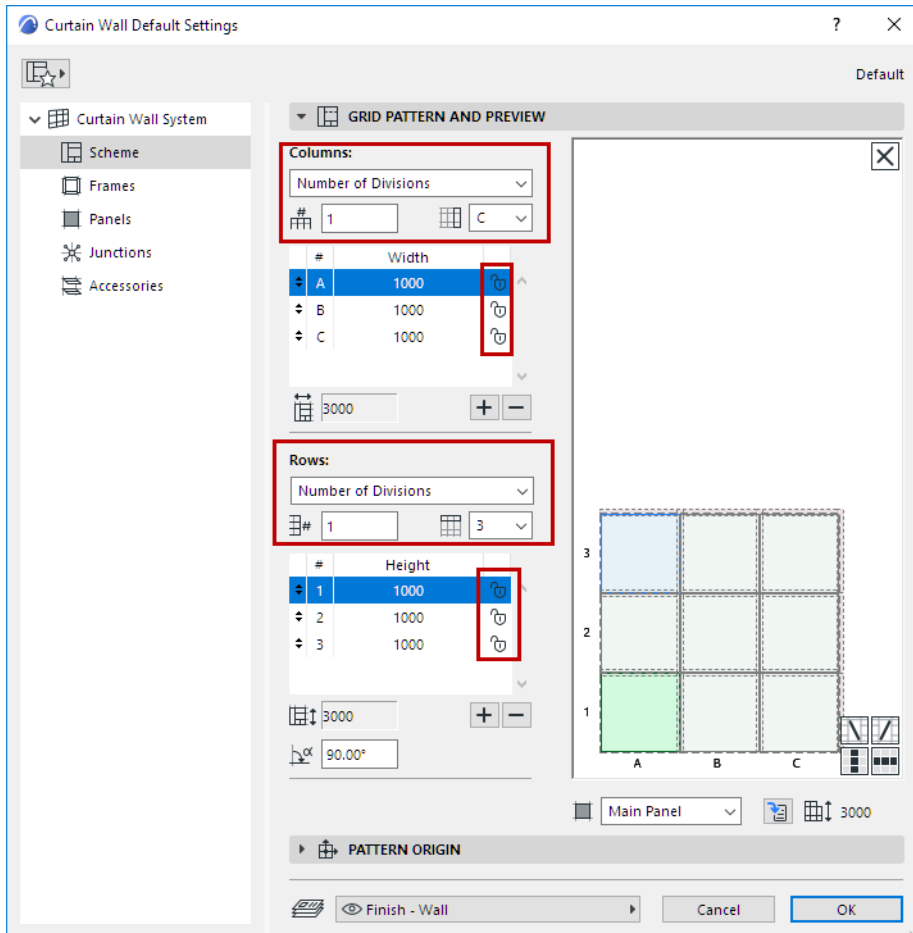 Curtain Wall Default Settings
?
Default
Curtain Wall System
Scheme
Frames
Panels
Junctions
Accessories
GRID PATTERN AND PREVIEW
Columns:
Number of Divisions
# 1 C
# Width
A 1000
B 1000
C 1000
3000
Rows:
Number of Divisions
# 1 3
# Height
1 1000
2 1000
3 1000
3000
α 90.00°
3
2
1
A B C
Main Panel 3000
PATTERN ORIGIN
Finish - Wall Cancel OK